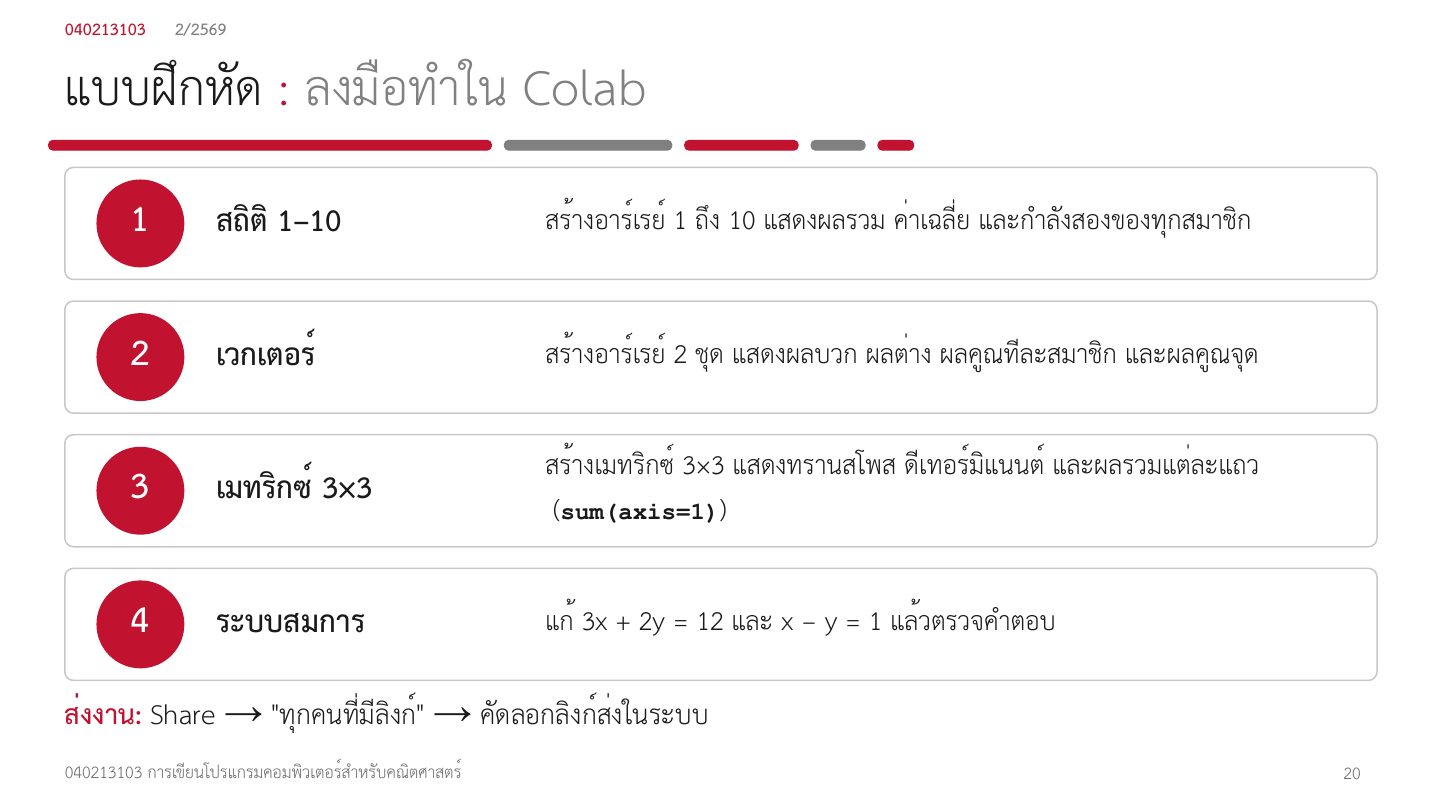 040213103 2/2569
แบบฝึกหัด : ลงมือทำใน Colab
1 สถิติ 1–10 สร้างอาร์เรย์ 1 ถึง 10 แสดงผลรวม ค่าเฉลี่ย และกำลังสองของทุกสมาชิก
2 เวกเตอร์ สร้างอาร์เรย์ 2 ชุด แสดงผลบวก ผลต่าง ผลคูณทีละสมาชิก และผลคูณจุด
3 เมทริกซ์ 3×3 สร้างเมทริกซ์ 3×3 แสดงทรานสโพส ดีเทอร์มิแนนต์ และผลรวมแต่ละแถว
(sum(axis=1))
4 ระบบสมการ แก้ 3x + 2y = 12 และ x – y = 1 แล้วตรวจคำตอบ
ส่งงาน: Share → "ทุกคนที่มีลิงก์" → คัดลอกลิงก์ส่งในระบบ
040213103 การเขียนโปรแกรมคอมพิวเตอร์สำหรับคณิตศาสตร์ 20